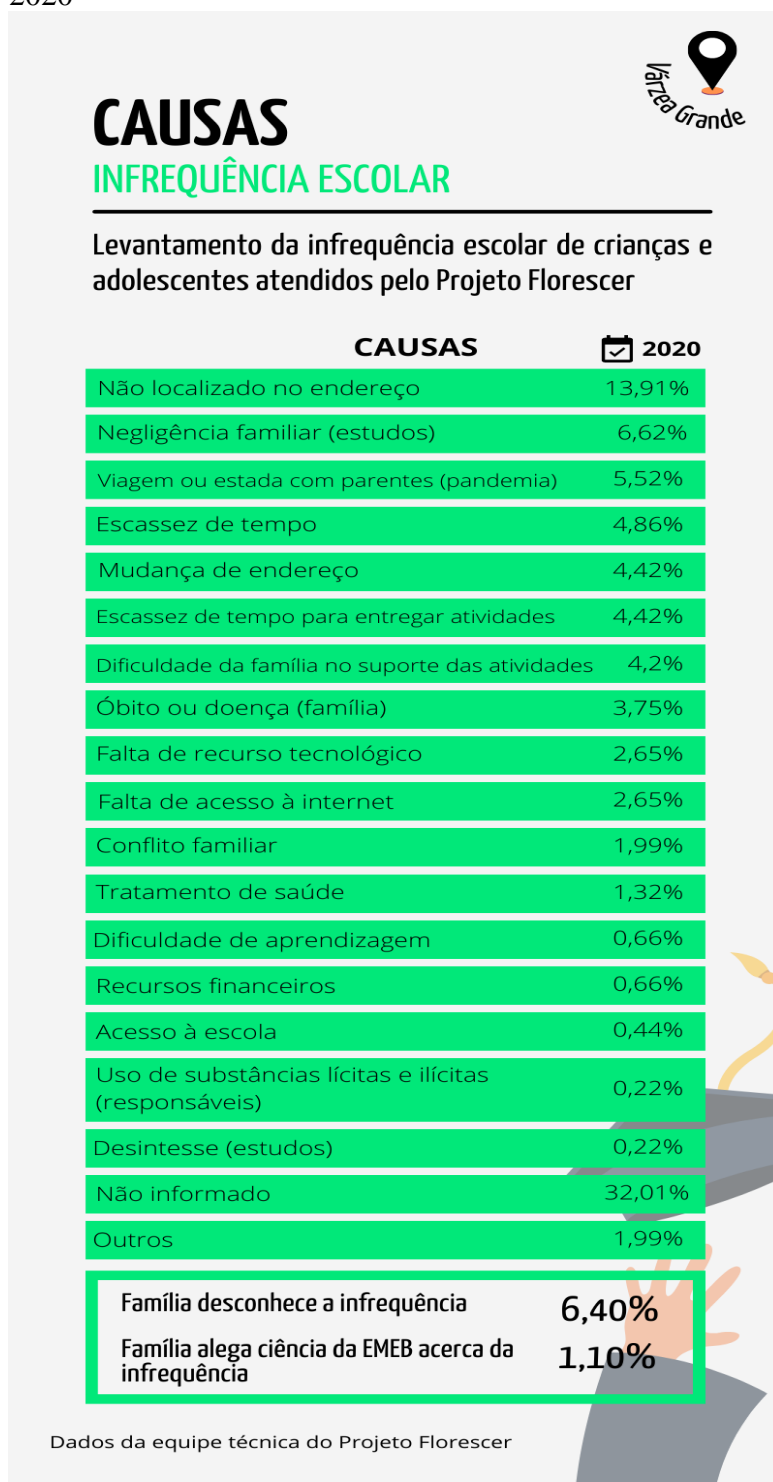 2020
Várzea Grande
CAUSAS
INFREQUÊNCIA ESCOLAR
Levantamento da infrequência escolar de crianças e
adolescentes atendidos pelo Projeto Florescer
CAUSAS 2020
Não localizado no endereço 13,91%
Negligência familiar (estudos) 6,62%
Viagem ou estada com parentes (pandemia) 5,52%
Escassez de tempo 4,86%
Mudança de endereço 4,42%
Escassez de tempo para entregar atividades 4,42%
Dificuldade da família no suporte das atividades 4,2%
Óbito ou doença (família) 3,75%
Falta de recurso tecnológico 2,65%
Falta de acesso à internet 2,65%
Conflito familiar 1,99%
Tratamento de saúde 1,32%
Dificuldade de aprendizagem 0,66%
Recursos financeiros 0,66%
Acesso à escola 0,44%
Uso de substâncias lícitas e ilícitas
(responsáveis) 0,22%
Desintesse (estudos) 0,22%
Não informado 32,01%
Outros 1,99%
Família desconhece a infrequência 6,40%
Família alega ciência da EMEB acerca da
infrequência 1,10%
Dados da equipe técnica do Projeto Florescer